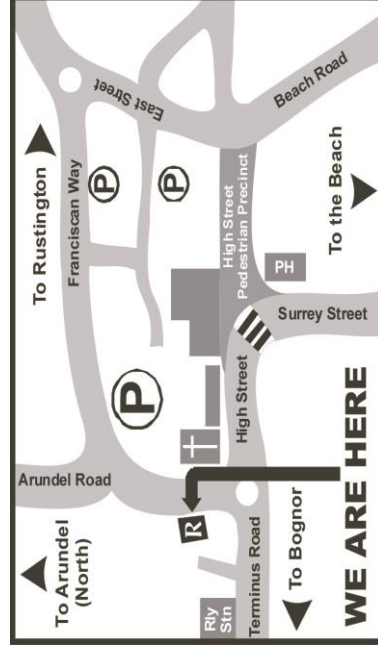 To Arundel
(North)
To Rustington
Arundel Road
Franciscan Way
East Street
P
P
P
R
Rly
Stn
High Street
High Street
Pedestrian Precinct
PH
Terminus Road
Surrey Street
Beach Road
To Bognor
To the Beach
WE ARE HERE